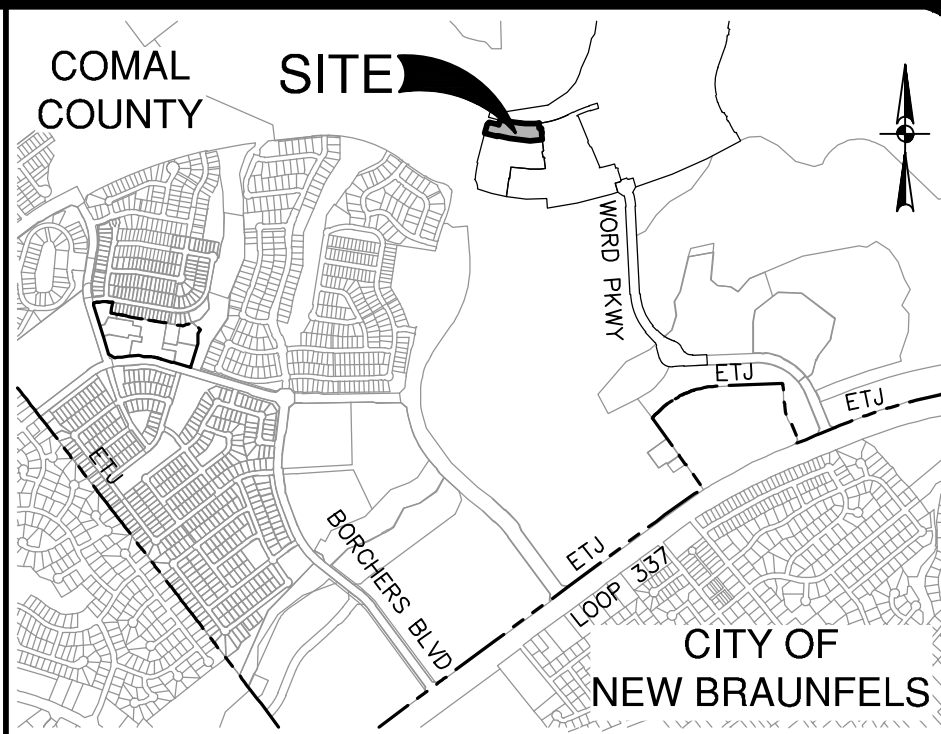 COMAL
COUNTY
SITE
WORD PKWY
ETJ
ETJ
ETJ
BORCHERS BLVD
ETJ
LOOP 337
CITY OF
NEW BRAUNFELS